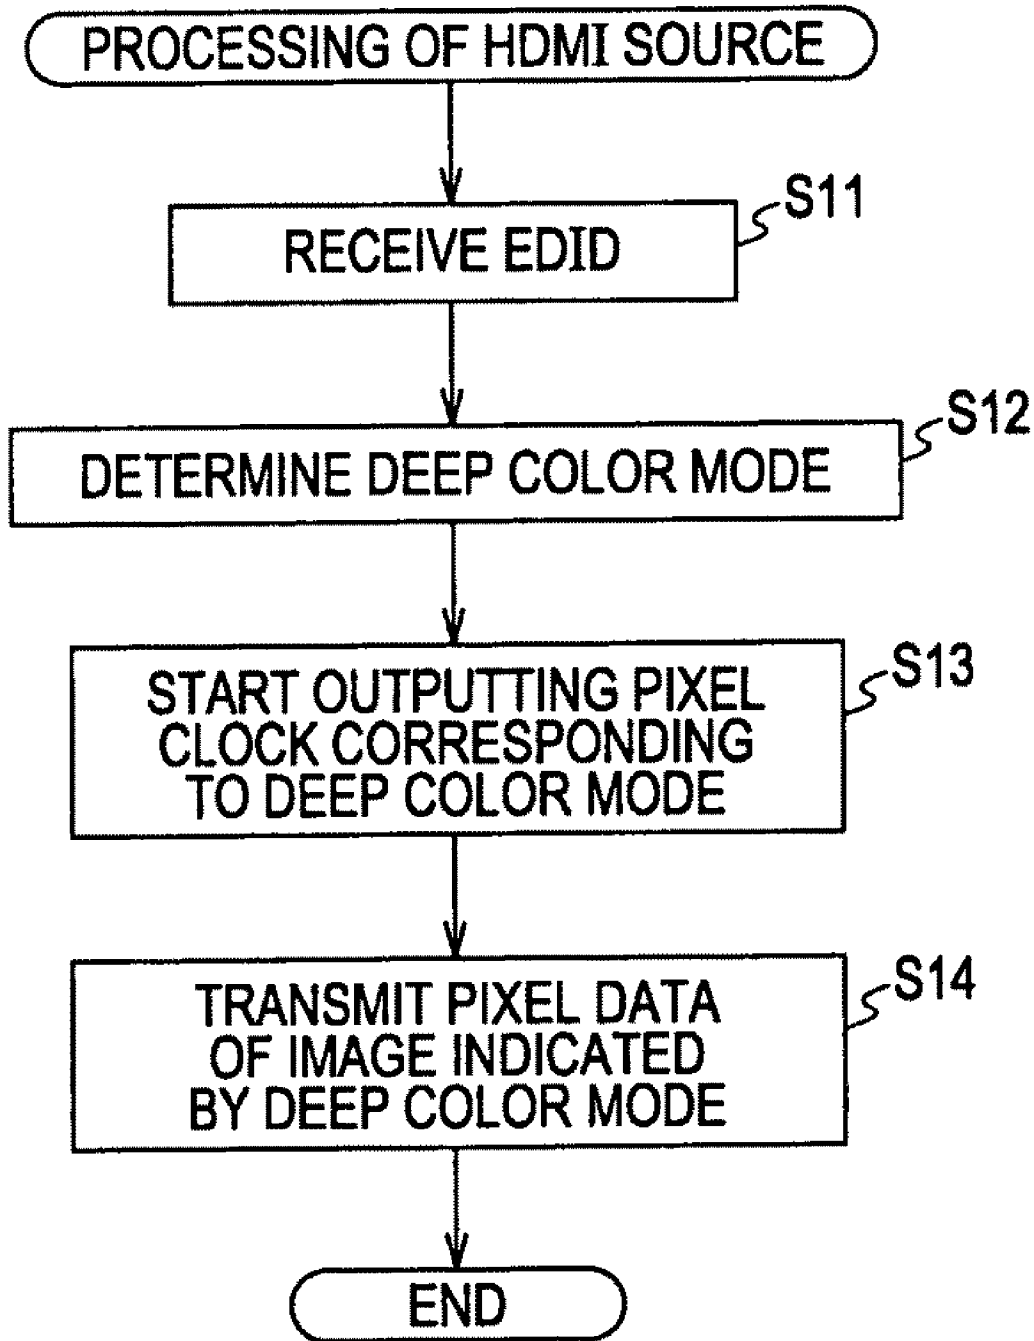 PROCESSING OF HDMI SOURCE
S11
RECEIVE EDID
S12
DETERMINE DEEP COLOR MODE
S13
START OUTPUTTING PIXEL
CLOCK CORRESPONDING
TO DEEP COLOR MODE
S14
TRANSMIT PIXEL DATA
OF IMAGE INDICATED
BY DEEP COLOR MODE
END